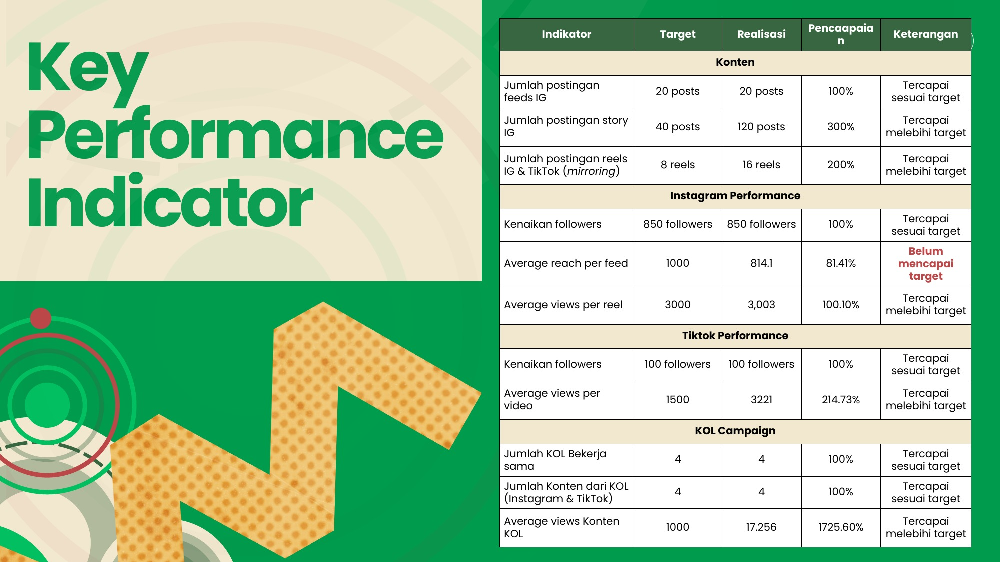 Key
Performance
Indicator
Indikator Target Realisasi Pencaapaia
n Keterangan
Konten
Jumlah postingan
feeds IG 20 posts 20 posts 100% Tercapai
sesuai target
Jumlah postingan story
IG 40 posts 120 posts 300% Tercapai
melebihi target
Jumlah postingan reels
IG & TikTok (mirroring) 8 reels 16 reels 200% Tercapai
melebihi target
Instagram Performance
Kenaikan followers 850 followers 850 followers 100% Tercapai
sesuai target
Average reach per feed 1000 814.1 81.41% Belum
mencapai
target
Average views per reel 3000 3,003 100.10% Tercapai
melebihi target
Tiktok Performance
Kenaikan followers 100 followers 100 followers 100% Tercapai
sesuai target
Average views per
video 1500 3221 214.73% Tercapai
melebihi target
KOL Campaign
Jumlah KOL Bekerja
sama 4 4 100% Tercapai
sesuai target
Jumlah Konten dari KOL
(Instagram & TikTok) 4 4 100% Tercapai
sesuai target
Average views Konten
KOL 1000 17.256 1725.60% Tercapai
melebihi target